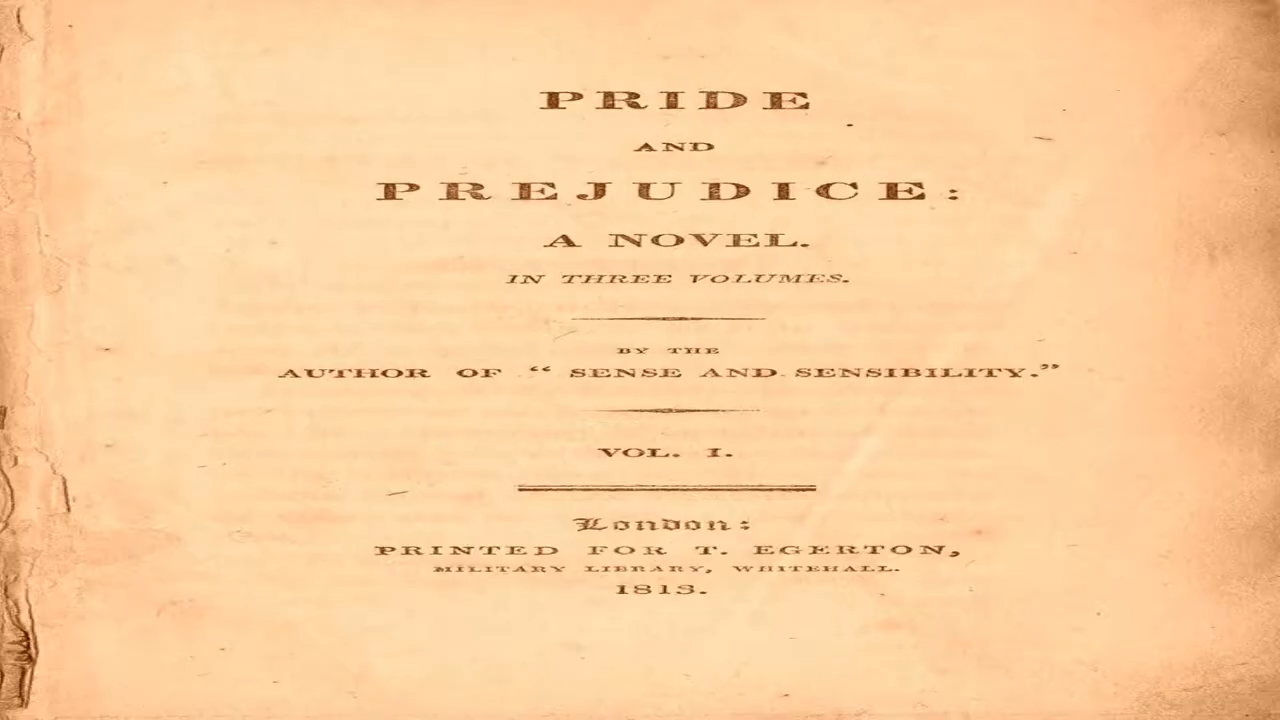 PRIDE
AND
PREJUDICE:
A NOVEL.
IN THREE VOLUMES.
BY THE
AUTHOR OF “ SENSE AND SENSIBILITY.”
VOL. I.
London:
PRINTED FOR T. EGERTON,
MILITARY LIBRARY, WHITEHALL.
1813.